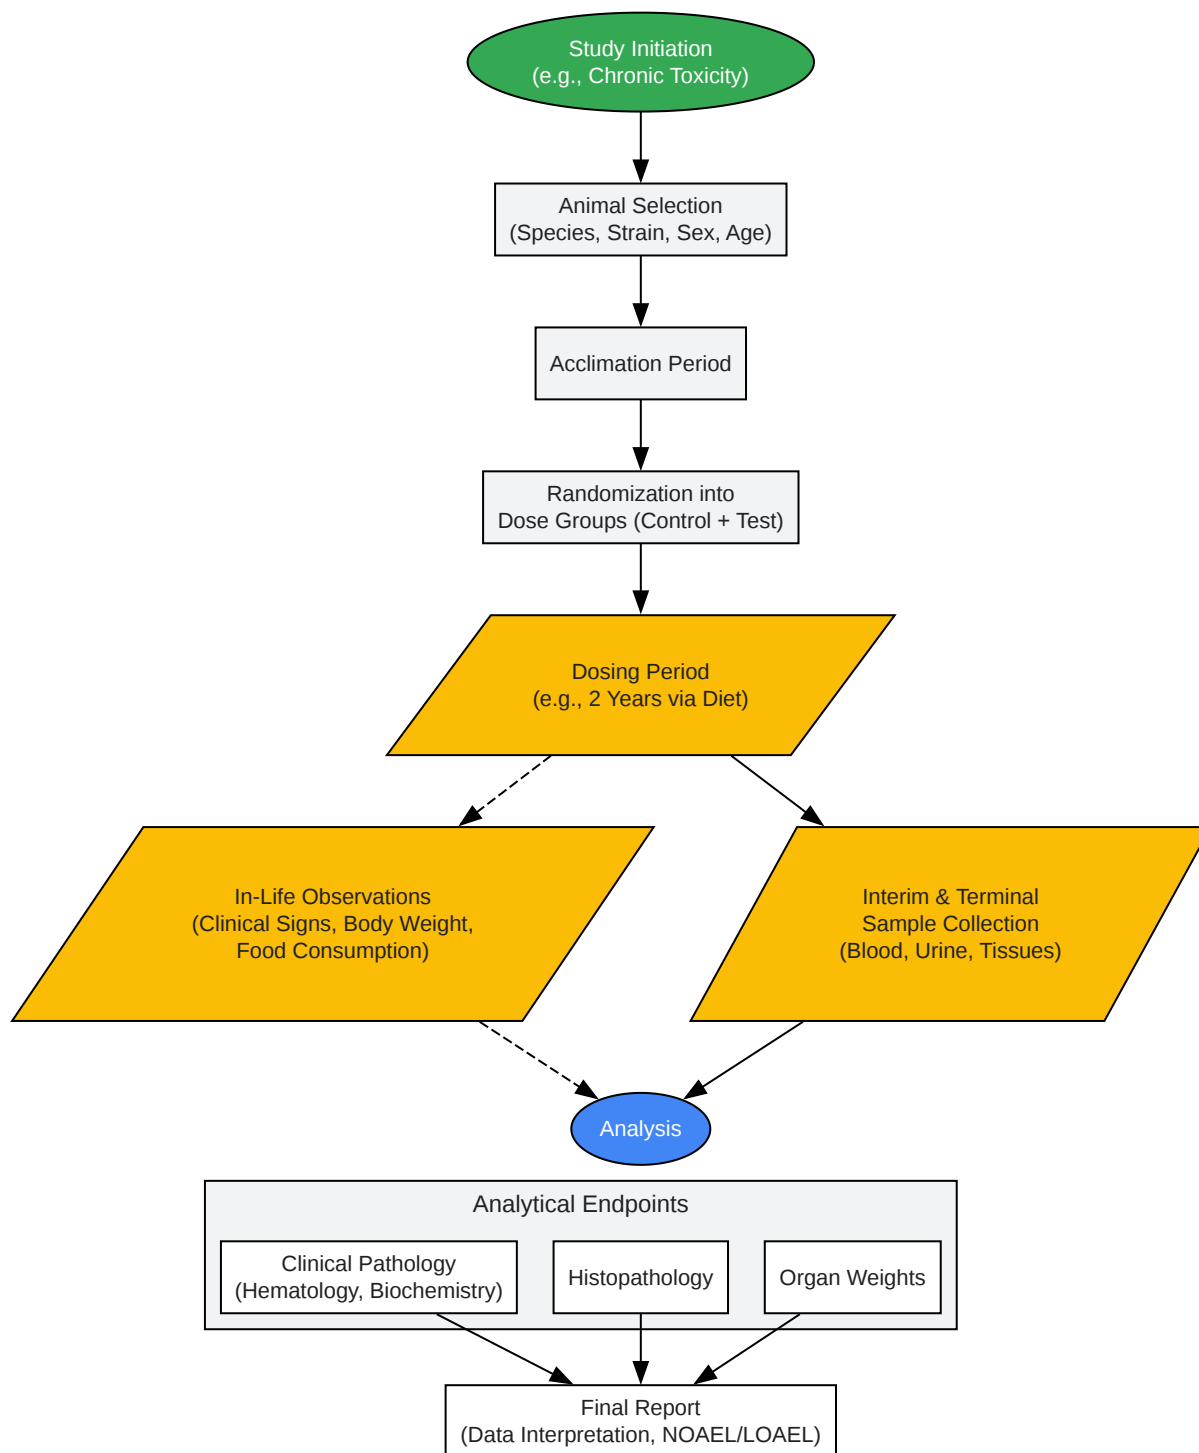 Study Initiation
(e.g., Chronic Toxicity)
Animal Selection
(Species, Strain, Sex, Age)
Acclimation Period
Randomization into
Dose Groups (Control + Test)
Dosing Period
(e.g., 2 Years via Diet)
In-Life Observations
(Clinical Signs, Body Weight,
Food Consumption)
Interim & Terminal
Sample Collection
(Blood, Urine, Tissues)
Analysis
Analytical Endpoints
Clinical Pathology
(Hematology, Biochemistry)
Histopathology
Organ Weights
Final Report
(Data Interpretation, NOAEL/LOAEL)